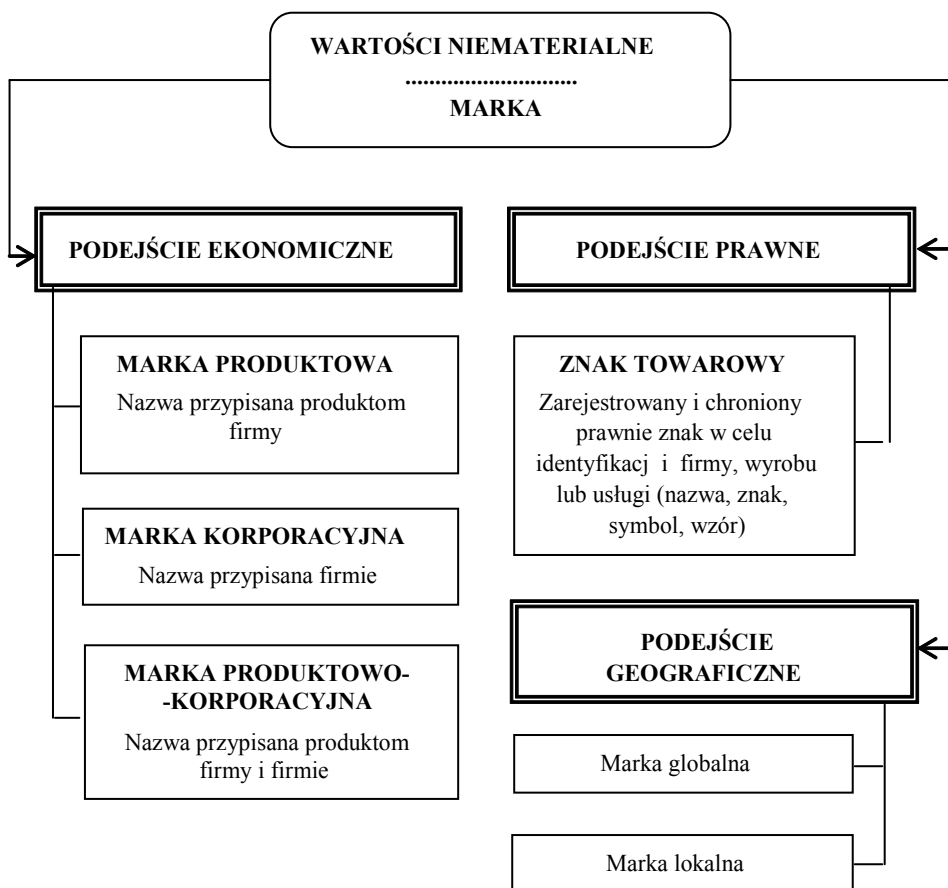 WARTOŚCI NIEMATERIALNE
.............................
MARKA
PODEJŚCIE EKONOMICZNE
MARKA PRODUKTOWA
Nazwa przypisana produktom
firmy
MARKA KORPORACYJNA
Nazwa przypisana firmie
MARKA PRODUKTOWO-
-KORPORACYJNA
Nazwa przypisana produktom
firmy i firmie
PODEJŚCIE PRAWNE
ZNAK TOWAROWY
Zarejestrowany i chroniony
prawnie znak w celu
identyfikacj i firmy, wyrobu
lub usługi (nazwa, znak,
symbol, wzór)
PODEJŚCIE
GEOGRAFICZNE
Marka globalna
Marka lokalna